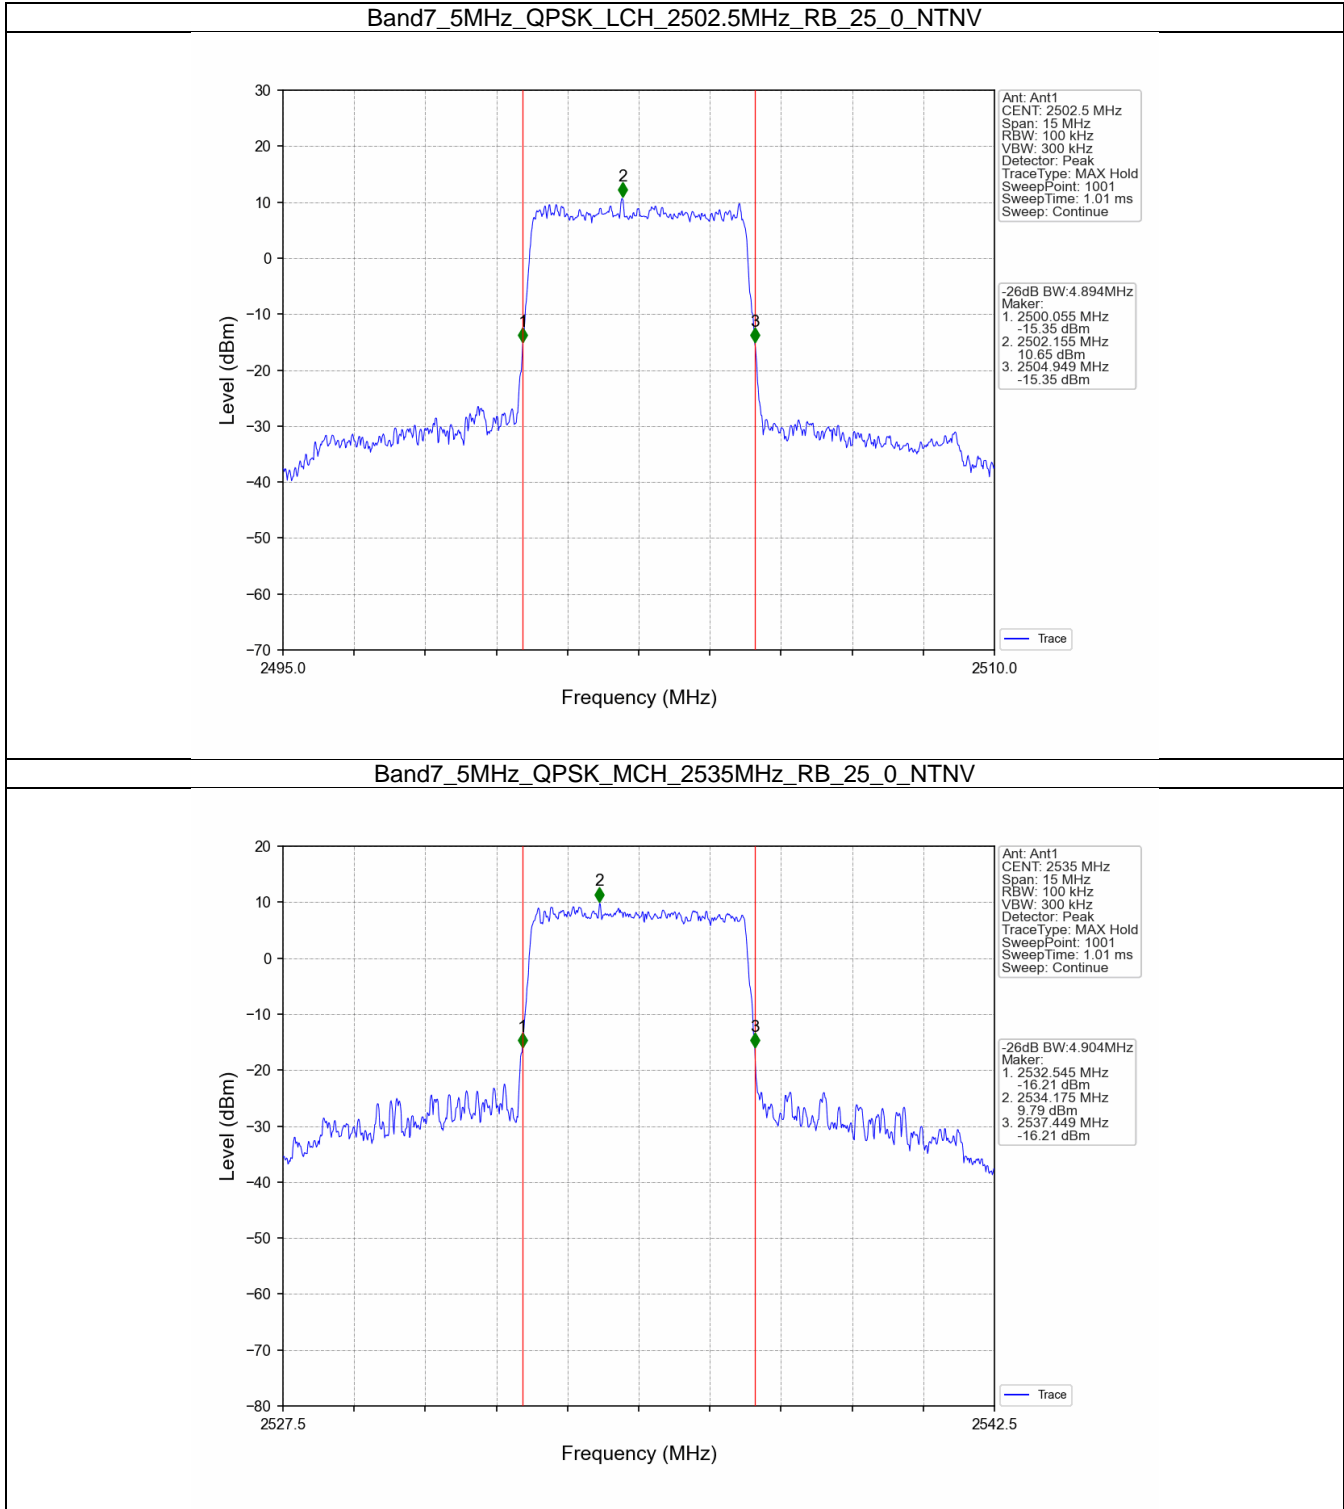 Band7_5MHz_QPSK_LCH_2502.5MHz_RB_25_0_NTNV
30
20
10
0
−10
−20
−30
−40
−50
−60
−70
Level (dBm)
2495.0
2510.0
Frequency (MHz)
1
2
3
Ant: Ant1
CENT: 2502.5 MHz
Span: 15 MHz
RBW: 100 kHz
VBW: 300 kHz
Detector: Peak
TraceType: MAX Hold
SweepPoint: 1001
SweepTime: 1.01 ms
Sweep: Continue
-26dB BW:4.894MHz
Maker:
1. 2500.055 MHz
-15.35 dBm
2. 2502.155 MHz
10.65 dBm
3. 2504.949 MHz
-15.35 dBm
Trace
Band7_5MHz_QPSK_MCH_2535MHz_RB_25_0_NTNV
20
10
0
−10
−20
−30
−40
−50
−60
−70
−80
Level (dBm)
2527.5
2542.5
Frequency (MHz)
1
2
3
Ant: Ant1
CENT: 2535 MHz
Span: 15 MHz
RBW: 100 kHz
VBW: 300 kHz
Detector: Peak
TraceType: MAX Hold
SweepPoint: 1001
SweepTime: 1.01 ms
Sweep: Continue
-26dB BW:4.904MHz
Maker:
1. 2532.545 MHz
-16.21 dBm
2. 2534.175 MHz
9.79 dBm
3. 2537.449 MHz
-16.21 dBm
Trace